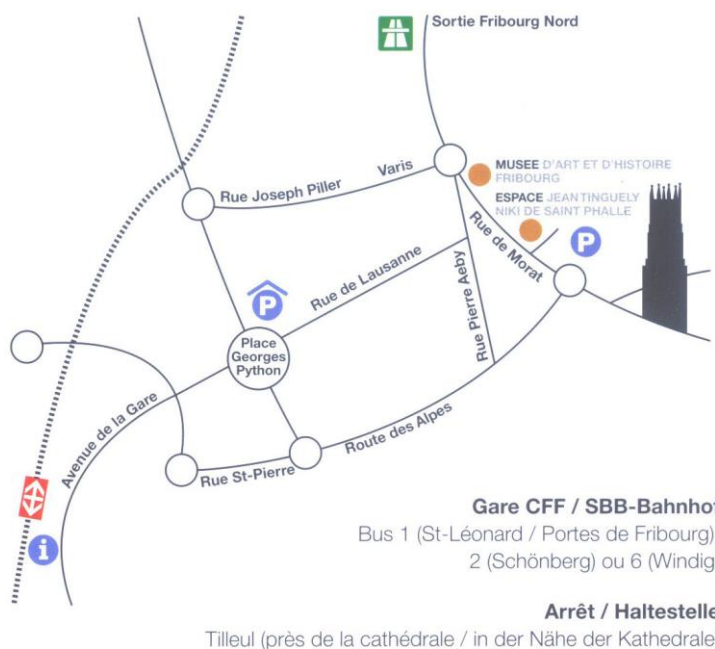 Sortie Fribourg Nord
MUSEE D'ART ET D'HISTOIRE
FRIBOURG
Varis
Rue Joseph Piller
ESPACE JEAN TINGUELY
NIKI DE SAINT PHALLE
P
Rue de Morat
Rue de Lausanne
P
Rue Pierre Aeby
Place
Georges
Python
Avenue de la Gare
Route des Alpes
Rue St-Pierre
i
Gare CFF / SBB-Bahnhof
Bus 1 (St-Léonard / Portes de Fribourg)
2 (Schönberg) ou 6 (Windig
Arrêt / Haltestelle
Tilleul (près de la cathédrale / in der Nähe der Kathedrale